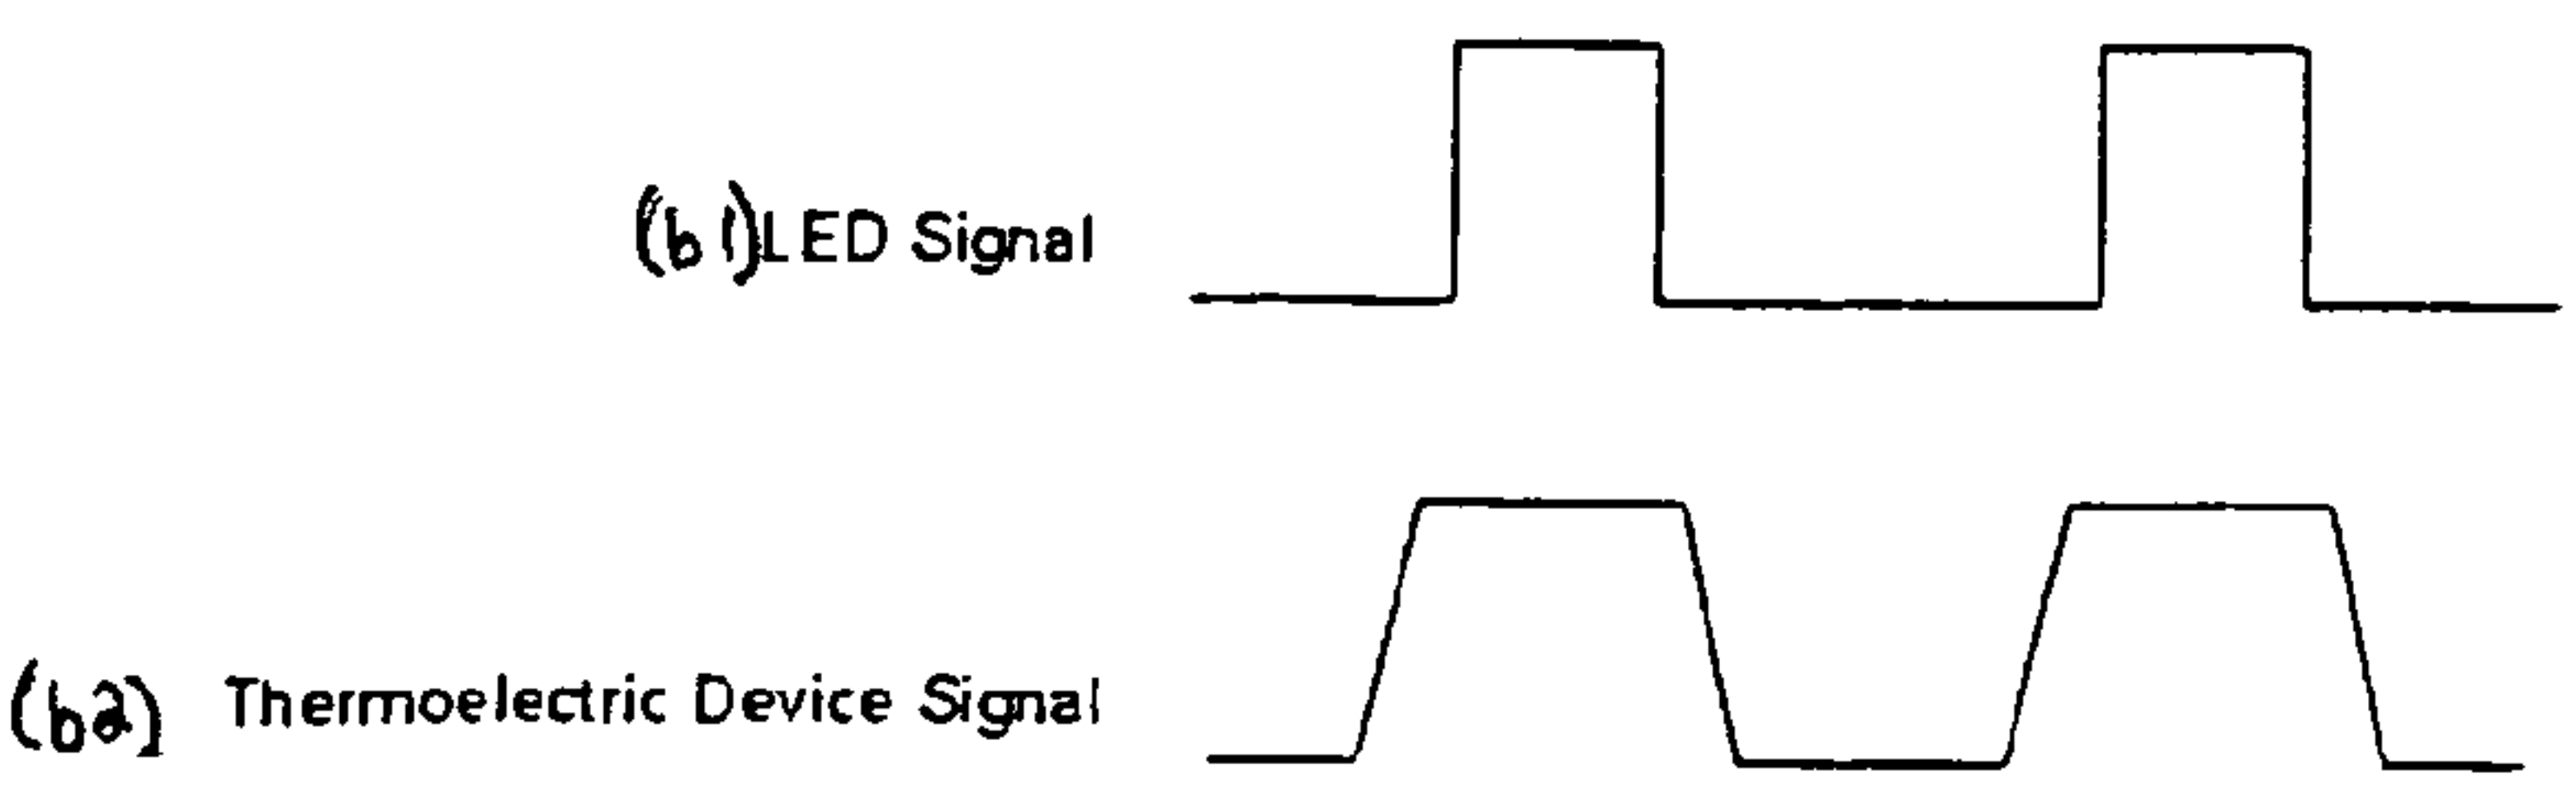 (b1) LED Signal
(b2) Thermoelectric Device Signal